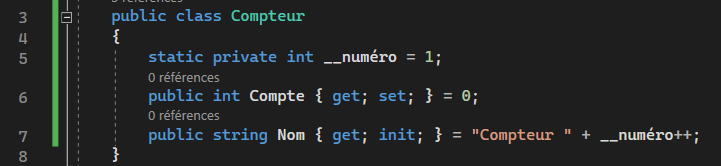 3 public class Compteur
4 {
5 static private int __numéro = 1;
0 références
6 public int Compte { get; set; } = 0;
0 références
7 public string Nom { get; init; } = "Compteur " + __numéro++;
8 }